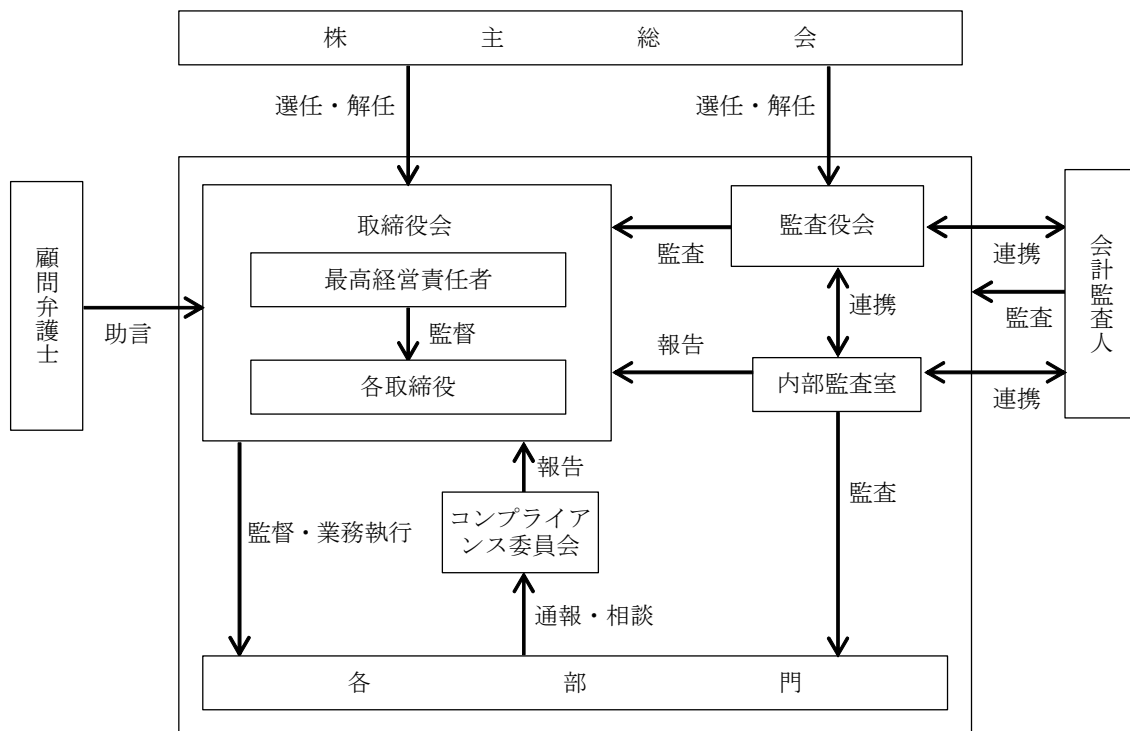 株主総会
選任・解任
選任・解任
顧問弁護士
助言
取締役会
最高経営責任者
監督
各取締役
監査
監査役会
連携
報告
内部監査室
連携
監査
連携
会計監査人
監督・業務執行
報告
コンプライア
ンス委員会
通報・相談
監査
各部門